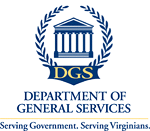 DGS
DEPARTMENT OF
GENERAL SERVICES
Serving Government. Serving Virginians.